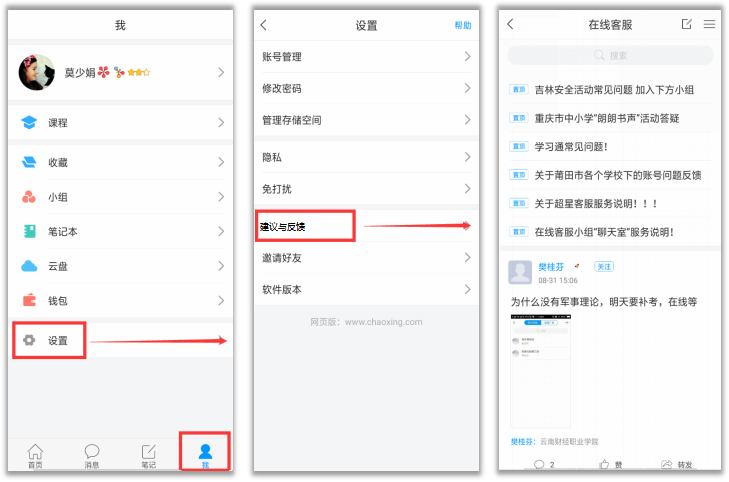 我
莫少娟
课程
收藏
小组
笔记本
云盘
钱包
设置
首页
消息
笔记
我
设置
帮助
账号管理
修改密码
管理存储空间
隐私
免打扰
建议与反馈
邀请好友
软件版本
网页版：www.chaoxing.com
在线客服
搜索
置顶 吉林安全活动常见问题 加入下方小组
置顶 重庆市中小学“朗朗书声”活动答疑
置顶 学习通常见问题！
置顶 关于莆田市各个学校下的账号问题反馈
置顶 关于超星客服服务说明！！！
置顶 在线客服小组“聊天室”服务说明！
樊桂芬 关注
08-31 15:06
为什么没有军事理论，明天要补考，在线等
樊桂芬：云南财经职业学院
2 赞 转发